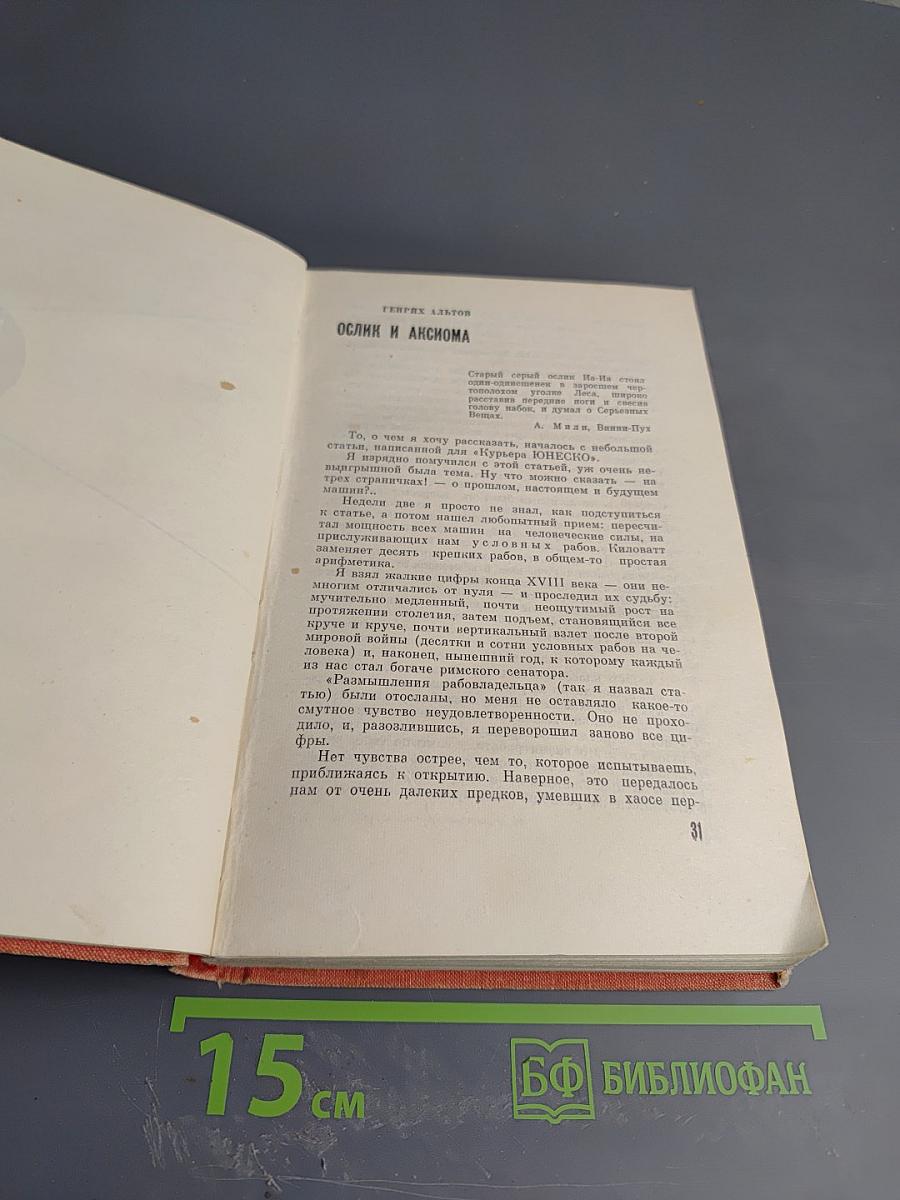 ГЕНРИХ АЛЬТОВ
ОСЛИК И АКСИОМА
Старый серый ослик Иа-Иа стоял
один-одинешенек в заросшем чер-
тополохом уголке Леса, широко
расставив передние ноги и свесив
голову набок, и думал о Серьезных
Вещах.
А. Милн, Винни-Пух
То, о чем я хочу рассказать, началось с небольшой
статьи, написанной для «Курьера ЮНЕСКО».
Я изрядно помучился с этой статьей, уж очень не-
выигрышной была тема. Ну что можно сказать — на
трех страничках! — о прошлом, настоящем и будущем
машин?..
Недели две я просто не знал, как подступиться
к статье, а потом нашел любопытный прием: пересчи-
тал мощность всех машин на человеческие силы, на
прислуживающих нам условных рабов. Киловатт
заменяет десять крепких рабов, в общем-то простая
арифметика.
Я взял жалкие цифры конца XVIII века — они не-
многим отличались от нуля — и проследил их судьбу:
мучительно медленный, почти неощутимый рост на
протяжении столетия, затем подъем, становящийся все
круче и круче, почти вертикальный взлет после второй
мировой войны (десятки и сотни условных рабов на че-
ловека) и, наконец, нынешний год, к которому каждый
из нас стал богаче римского сенатора.
«Размышления рабовладельца» (так я назвал ста-
тью) были отосланы, но меня не оставляло какое-то
смутное чувство неудовлетворенности. Оно не прохо-
дило, и, разозлившись, я переворошил заново все ци-
фры.
Нет чувства острее, чем то, которое испытываешь,
приближаясь к открытию. Наверное, это передалось
нам от очень далеких предков, умевших в хаосе пер-
31
15 см
БФ БИБЛИОФАН